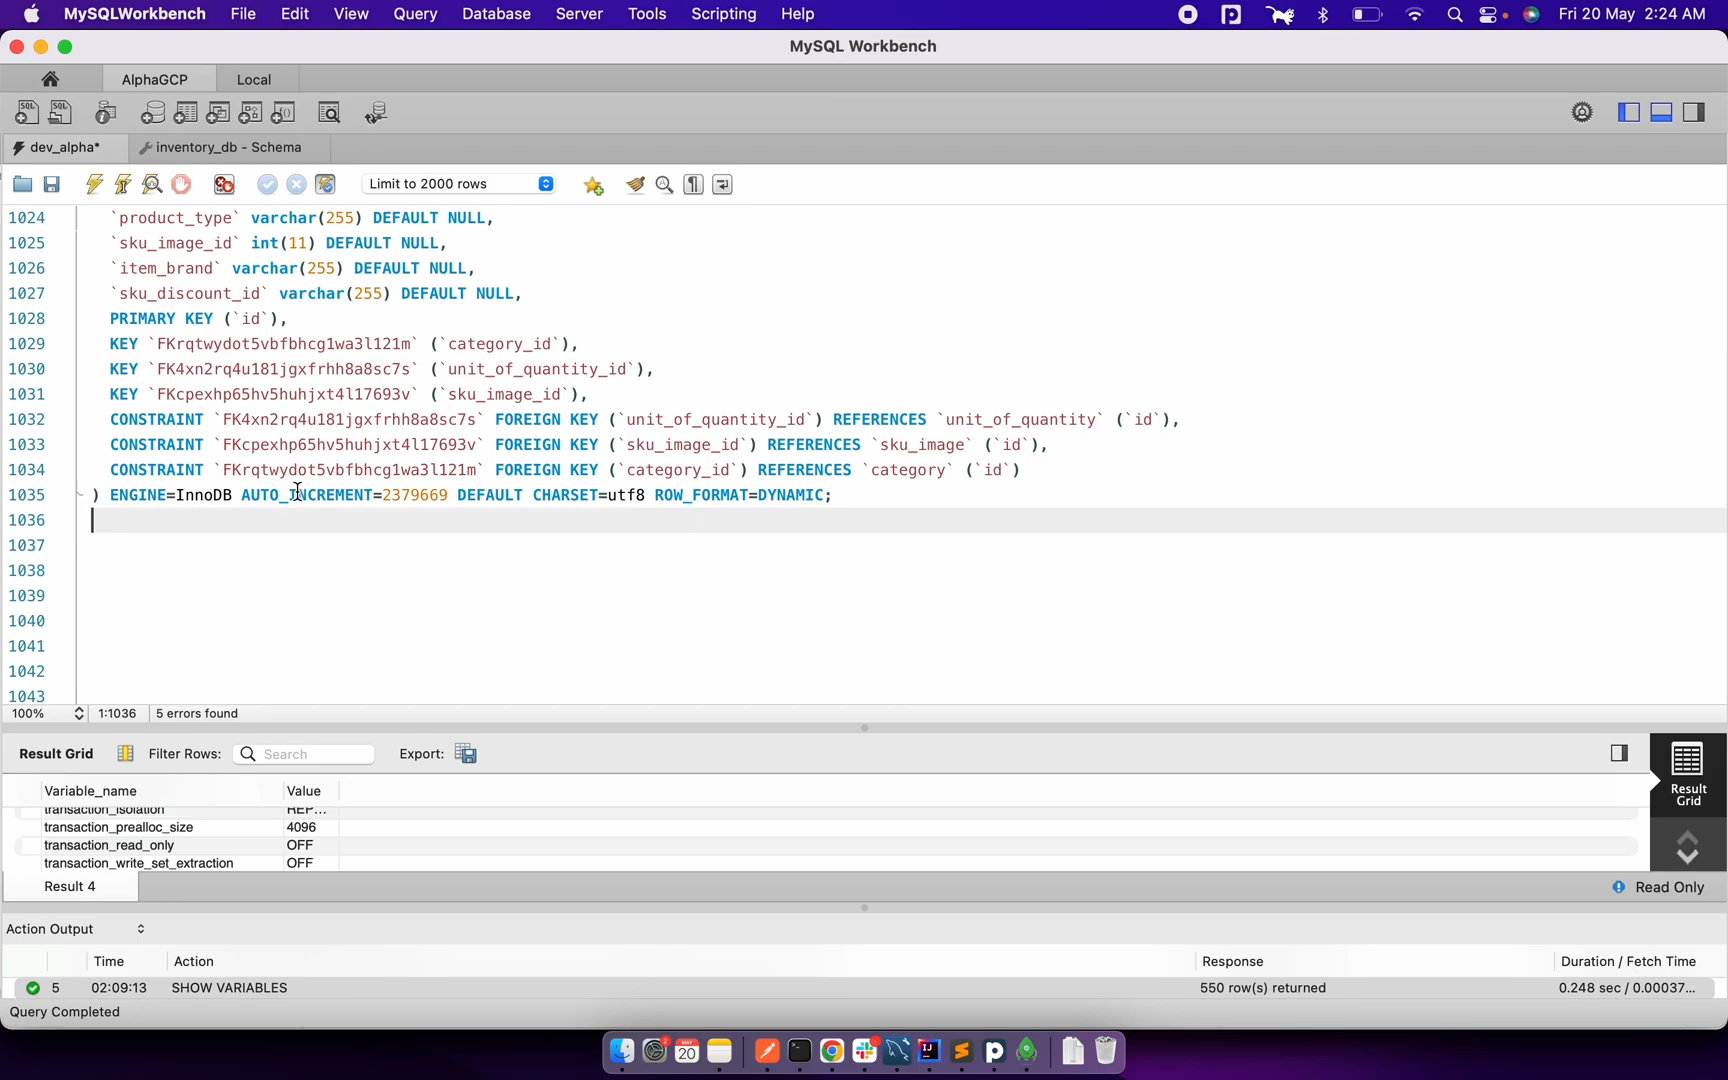 MySQLWorkbench File Edit View Query Database Server Tools Scripting Help Fri 20 May 2:24 AM
MySQL Workbench
AlphaGCP Local
dev_alpha* inventory_db - Schema
Limit to 2000 rows
1024 `product_type` varchar(255) DEFAULT NULL,
1025 `sku_image_id` int(11) DEFAULT NULL,
1026 `item_brand` varchar(255) DEFAULT NULL,
1027 `sku_discount_id` varchar(255) DEFAULT NULL,
1028 PRIMARY KEY (`id`),
1029 KEY `FKrqtwydot5vbfbhcg1wa3l121m` (`category_id`),
1030 KEY `FK4xn2rq4u181jgxfrhh8a8sc7s` (`unit_of_quantity_id`),
1031 KEY `FKcpexhp65hv5huhjxt4l17693v` (`sku_image_id`),
1032 CONSTRAINT `FK4xn2rq4u181jgxfrhh8a8sc7s` FOREIGN KEY (`unit_of_quantity_id`) REFERENCES `unit_of_quantity` (`id`),
1033 CONSTRAINT `FKcpexhp65hv5huhjxt4l17693v` FOREIGN KEY (`sku_image_id`) REFERENCES `sku_image` (`id`),
1034 CONSTRAINT `FKrqtwydot5vbfbhcg1wa3l121m` FOREIGN KEY (`category_id`) REFERENCES `category` (`id`)
1035 ) ENGINE=InnoDB AUTO_INCREMENT=2379669 DEFAULT CHARSET=utf8 ROW_FORMAT=DYNAMIC;
1036
1037
1038
1039
1040
1041
1042
1043
100% 1:1036 5 errors found
Result Grid Filter Rows: Search Export:
Variable_name Value
transaction_isolation REP...
transaction_prealloc_size 4096
transaction_read_only OFF
transaction_write_set_extraction OFF
Result Grid
Result 4 Read Only
Action Output
Time Action Response Duration / Fetch Time
5 02:09:13 SHOW VARIABLES 550 row(s) returned 0.248 sec / 0.00037...
Query Completed